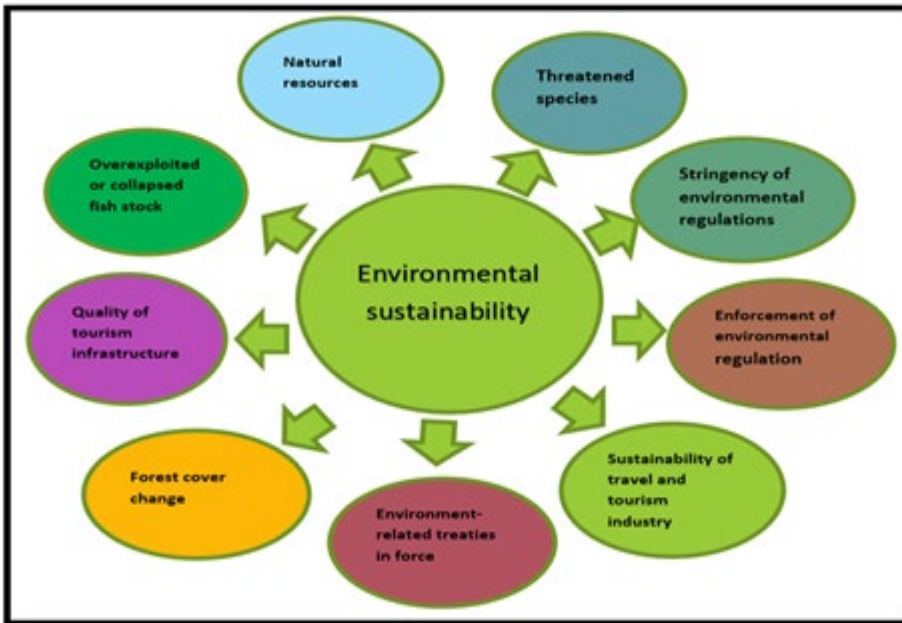 Natural
resources
Threatened
species
Overexploited
or collapsed
fish stock
Stringency of
environmental
regulations
Environmental
sustainability
Quality of
tourism
infrastructure
Enforcement of
environmental
regulation
Forest cover
change
Environment-
related treaties
in force
Sustainability of
travel and
tourism
industry